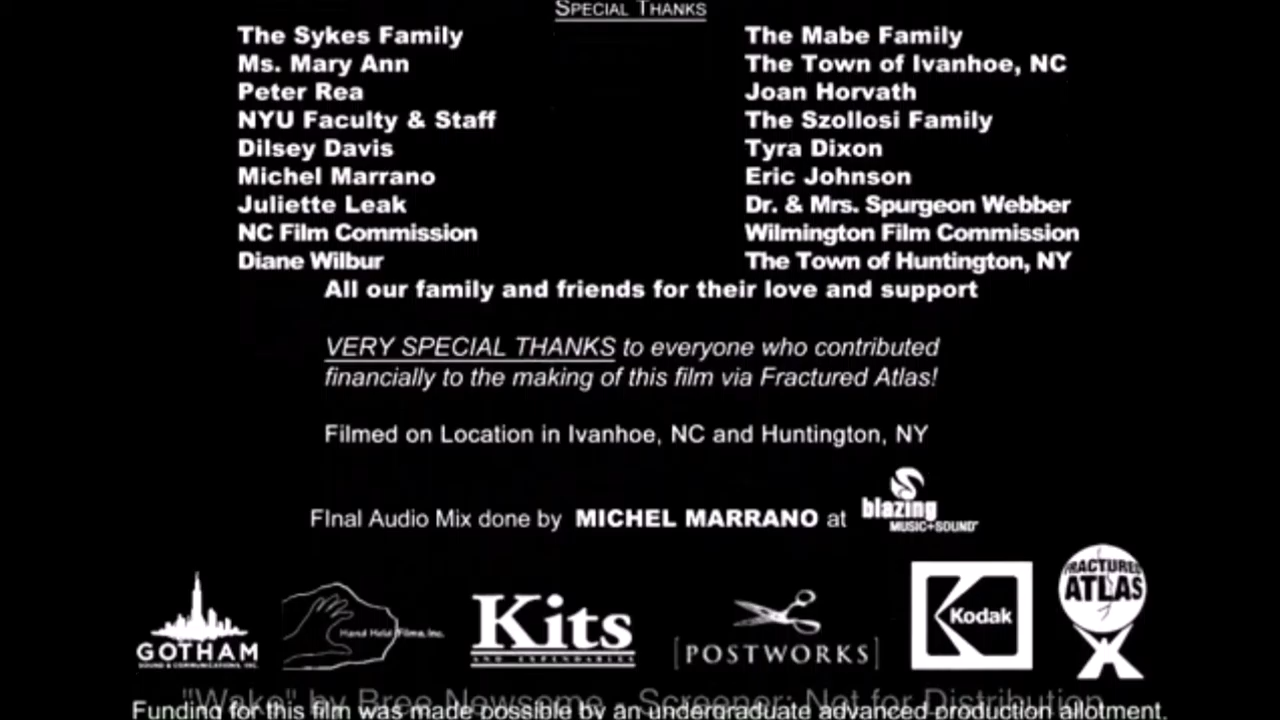 SPECIAL THANKS
The Sykes Family The Mabe Family
Ms. Mary Ann The Town of Ivanhoe, NC
Peter Rea Joan Horvath
NYU Faculty & Staff The Szollosi Family
Dilsey Davis Tyra Dixon
Michel Marrano Eric Johnson
Juliette Leak Dr. & Mrs. Spurgeon Webber
NC Film Commission Wilmington Film Commission
Diane Wilbur The Town of Huntington, NY
All our family and friends for their love and support
VERY SPECIAL THANKS to everyone who contributed
financially to the making of this film via Fractured Atlas!
Filmed on Location in Ivanhoe, NC and Huntington, NY
FInal Audio Mix done by MICHEL MARRANO at blazing
MUSIC+SOUND
GOTHAM
SOUND & COMMUNICATIONS, INC.
Hand Held Films, Inc.
Kits
AND EXPENDABLES
[POSTWORKS]
Kodak
FRACTURED
ATLAS
"Wake" by Bree Newsome - Screener: Not for Distribution
Funding for this film was made possible by an undergraduate advanced production allotment.